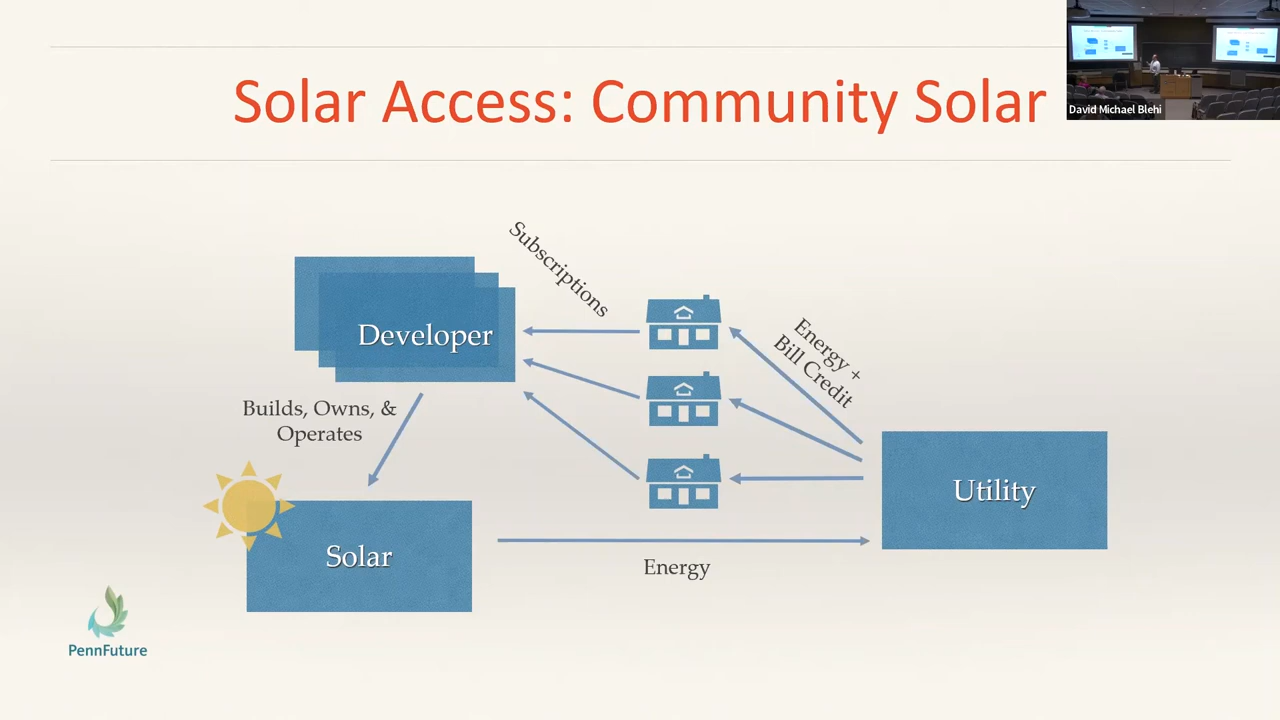 Solar Access: Community Solar
David Michael Blehi
Subscriptions
Developer
Energy +
Bill Credit
Builds, Owns, &
Operates
Utility
Solar
Energy
PennFuture